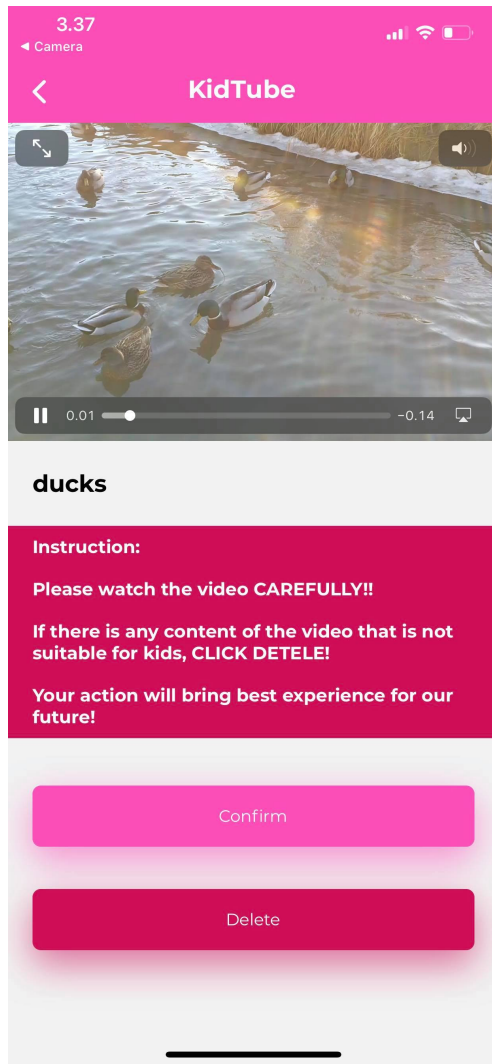 3.37
◀ Camera
KidTube
0.01
-0.14
ducks
Instruction:
Please watch the video CAREFULLY!!
If there is any content of the video that is not
suitable for kids, CLICK DETELE!
Your action will bring best experience for our
future!
Confirm
Delete